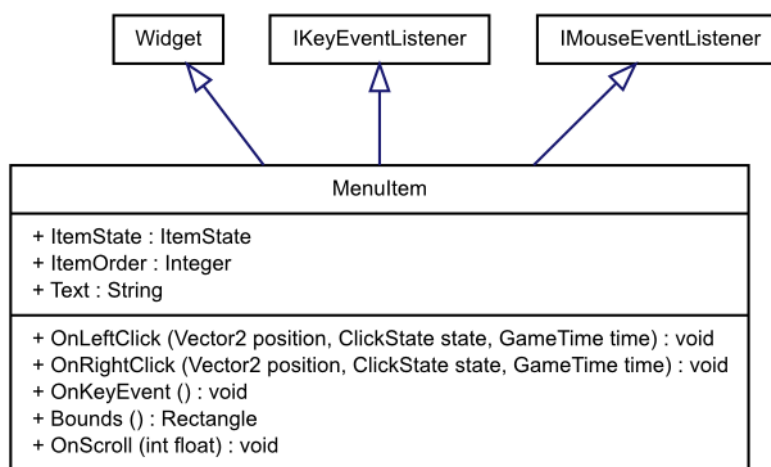 Widget
IKeyEventListener
IMouseEventListener
MenuItem
+ ItemState : ItemState
+ ItemOrder : Integer
+ Text : String
+ OnLeftClick (Vector2 position, ClickState state, GameTime time) : void
+ OnRightClick (Vector2 position, ClickState state, GameTime time) : void
+ OnKeyEvent () : void
+ Bounds () : Rectangle
+ OnScroll (int float) : void